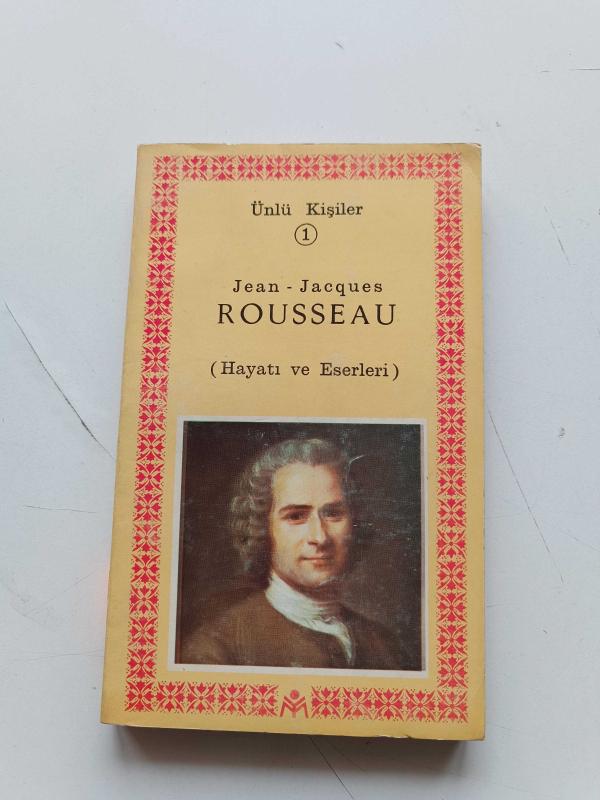 Ünlü Kişiler
1
Jean - Jacques
ROUSSEAU
(Hayatı ve Eserleri)